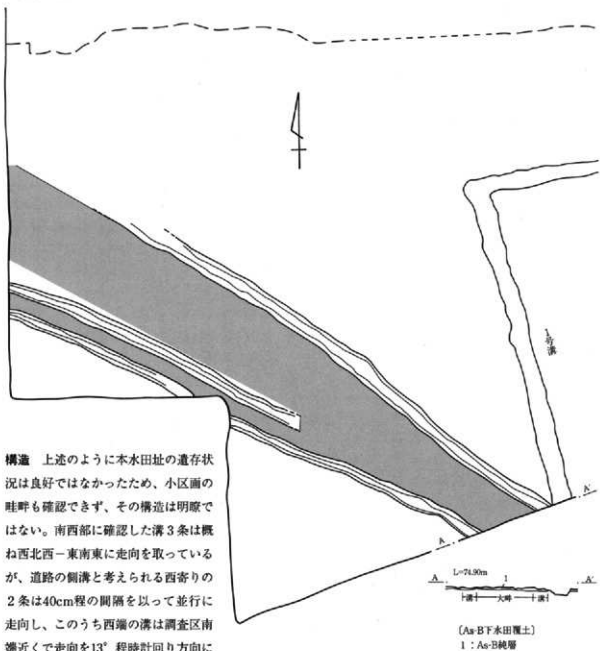 1号溝
構造　上述のように本水田址の遺存状
況は良好ではなかったため、小区画の
畦畔も確認できず、その構造は明瞭で
はない。南西部に確認した溝3条は概
ね西北西－東南東に走向を取っている
が、道路の側溝と考えられる西寄りの
2条は40cm程の間隔を以って並行に
走向し、このうち西端の溝は調査区南
端近くで走向を13°程時計回り方向に
A
A'
L=74.90m
A
1
A'
溝
大畔
溝
〔As-B下水田覆土〕
1：As-B純層